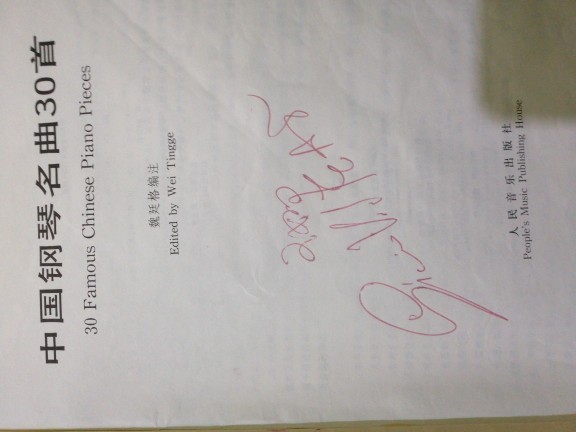 中国钢琴名曲30首
30 Famous Chinese Piano Pieces
魏廷格编注
Edited by Wei Tingge
人民音乐出版社
People's Music Publishing House